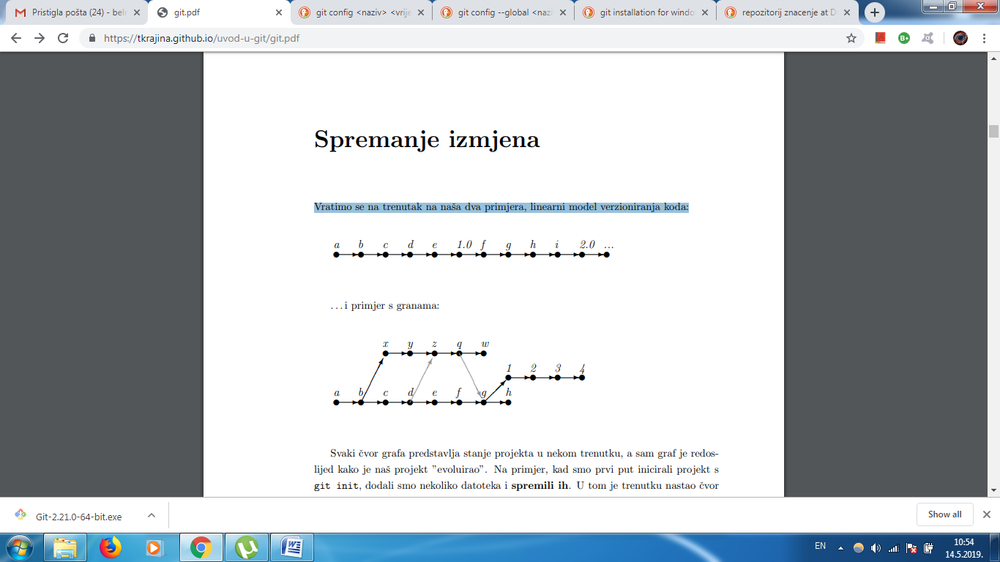 Pristigla pošta (24) - beln
git.pdf
git config <naziv> <vrije
git config --global <nazi
git installation for windo
repozitorij znacenje at D
https://tkrajina.github.io/uvod-u-git/git.pdf
Spremanje izmjena
Vratimo se na trenutak na naša dva primjera, linearni model verzioniranja koda:
a b c d e 1.0 f g h i 2.0 ...
...i primjer s granama:
x y z q w
1 2 3 4
a b c d e f g h
Svaki čvor grafa predstavlja stanje projekta u nekom trenutku, a sam graf je redos-
lijed kako je naš projekt ”evoluirao”. Na primjer, kad smo prvi put inicirali projekt s
git init, dodali smo nekoliko datoteka i spremili ih. U tom je trenutku nastao čvor
Git-2.21.0-64-bit.exe
Show all
EN
10:54
14.5.2019.